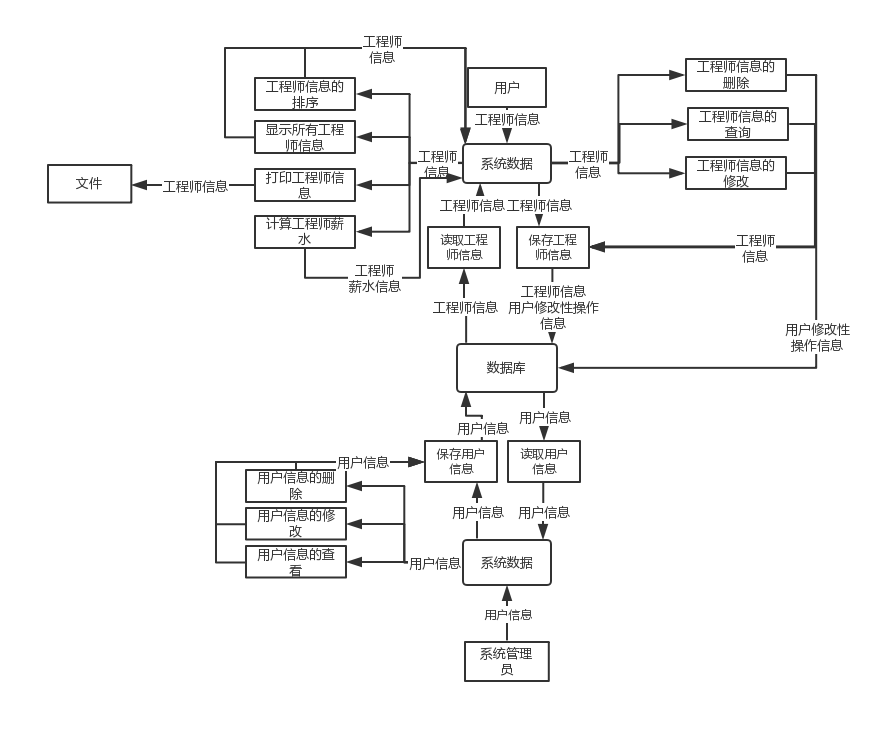 工程师
信息
用户
工程师信息的
排序
工程师信息的
删除
工程师信息
显示所有工程
师信息
工程师信息的
查询
工程师
信息
系统数据
工程师
信息
工程师信息的
修改
文件
工程师信息
打印工程师信
息
工程师信息
工程师信息
计算工程师薪
水
读取工程
师信息
保存工程
师信息
工程师
信息
工程师
薪水信息
工程师信息
工程师信息
用户修改性操作
信息
用户修改性
操作信息
数据库
用户信息
用户信息
用户信息
保存用户
信息
读取用户
信息
用户信息的删
除
用户信息的修
改
用户信息
用户信息
用户信息的查
看
用户信息
系统数据
用户信息
系统管理
员